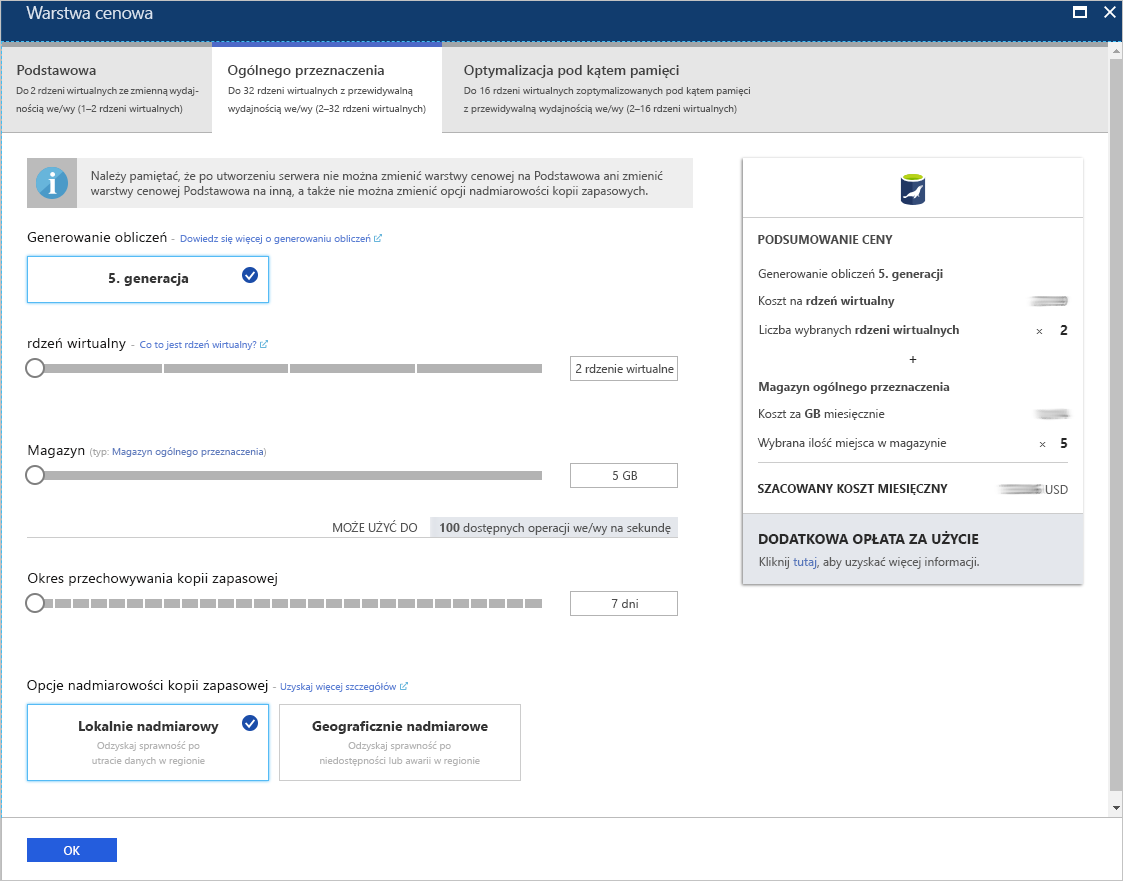 Warstwa cenowa
Podstawowa
Do 2 rdzeni wirtualnych ze zmienną wydaj-
nością we/wy (1–2 rdzeni wirtualnych)
Ogólnego przeznaczenia
Do 32 rdzeni wirtualnych z przewidywalną
wydajnością we/wy (2–32 rdzeni wirtualnych)
Optymalizacja pod kątem pamięci
Do 16 rdzeni wirtualnych zoptymalizowanych pod kątem pamięci
z przewidywalną wydajnością we/wy (2–16 rdzeni wirtualnych)
Należy pamiętać, że po utworzeniu serwera nie można zmienić warstwy cenowej na Podstawowa ani zmienić
warstwy cenowej Podstawowa na inną, a także nie można zmienić opcji nadmiarowości kopii zapasowych.
Generowanie obliczeń - Dowiedz się więcej o generowaniu obliczeń
5. generacja
rdzeń wirtualny - Co to jest rdzeń wirtualny?
2 rdzenie wirtualne
Magazyn (typ: Magazyn ogólnego przeznaczenia)
5 GB
MOŻE UŻYĆ DO 100 dostępnych operacji we/wy na sekundę
Okres przechowywania kopii zapasowej
7 dni
Opcje nadmiarowości kopii zapasowej - Uzyskaj więcej szczegółów
Lokalnie nadmiarowy
Odzyskaj sprawność po
utracie danych w regionie
Geograficznie nadmiarowe
Odzyskaj sprawność po
niedostępności lub awarii w regionie
PODSUMOWANIE CENY
Generowanie obliczeń 5. generacji
Koszt na rdzeń wirtualny
Liczba wybranych rdzeni wirtualnych × 2
+
Magazyn ogólnego przeznaczenia
Koszt za GB miesięcznie
Wybrana ilość miejsca w magazynie × 5
SZACOWANY KOSZT MIESIĘCZNY USD
DODATKOWA OPŁATA ZA UŻYCIE
Kliknij tutaj, aby uzyskać więcej informacji.
OK